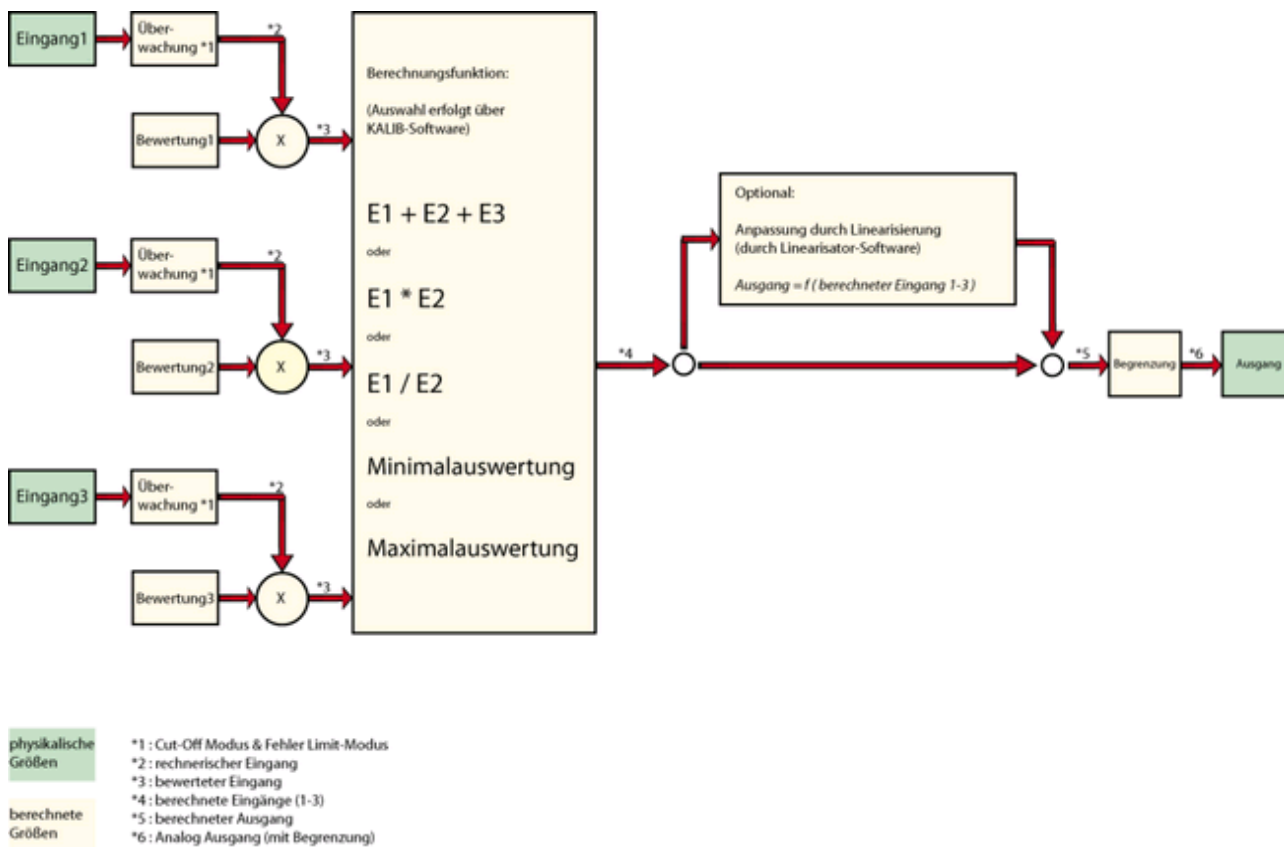 Eingang1
Über-
wachung *1
*2
Bewertung1
X
*3
Eingang2
Über-
wachung *1
*2
Bewertung2
X
*3
Eingang3
Über-
wachung *1
*2
Bewertung3
X
*3
Berechnungsfunktion:
(Auswahl erfolgt über
KALIB-Software)
E1 + E2 + E3
oder
E1 * E2
oder
E1 / E2
oder
Minimalauswertung
oder
Maximalauswertung
*4
Optional:
Anpassung durch Linearisierung
(durch Linearisator-Software)
Ausgang = f ( berechneter Eingang 1-3 )
*5
Begrenzung
*6
Ausgang
physikalische
Größen
berechnete
Größen
*1 : Cut-Off Modus & Fehler Limit-Modus
*2 : rechnerischer Eingang
*3 : bewerteter Eingang
*4 : berechnete Eingänge (1-3)
*5 : berechneter Ausgang
*6 : Analog Ausgang (mit Begrenzung)